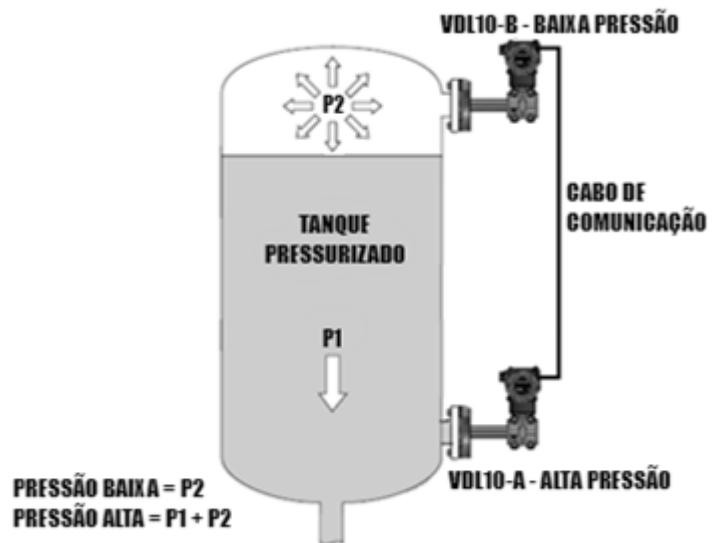 VDL10-B - BAIXA PRESSÃO
P2
CABO DE
COMUNICAÇÃO
TANQUE
PRESSURIZADO
P1
VDL10-A - ALTA PRESSÃO
PRESSÃO BAIXA = P2
PRESSÃO ALTA = P1 + P2